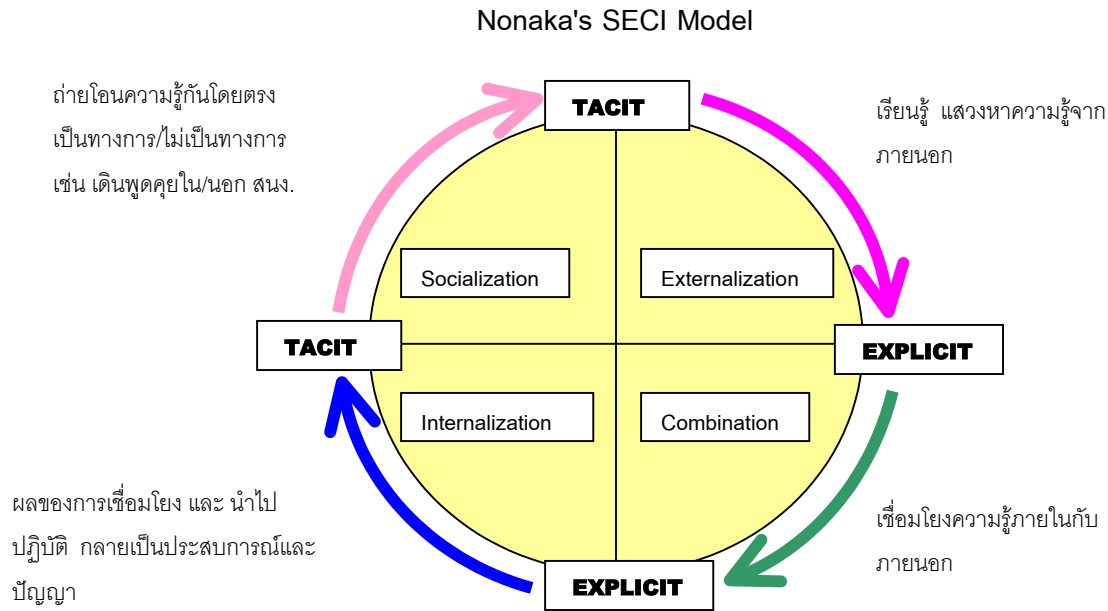 Nonaka's SECI Model
ถ่ายโอนความรู้กันโดยตรง
เป็นทางการ/ไม่เป็นทางการ
เช่น เดินพูดคุยใน/นอก สนง.
TACIT
เรียนรู้ แสวงหาความรู้จาก
ภายนอก
Socialization
Externalization
TACIT
EXPLICIT
Internalization
Combination
ผลของการเชื่อมโยง และ นำไป
ปฏิบัติ กลายเป็นประสบการณ์และ
ปัญญา
เชื่อมโยงความรู้ภายในกับ
ภายนอก
EXPLICIT